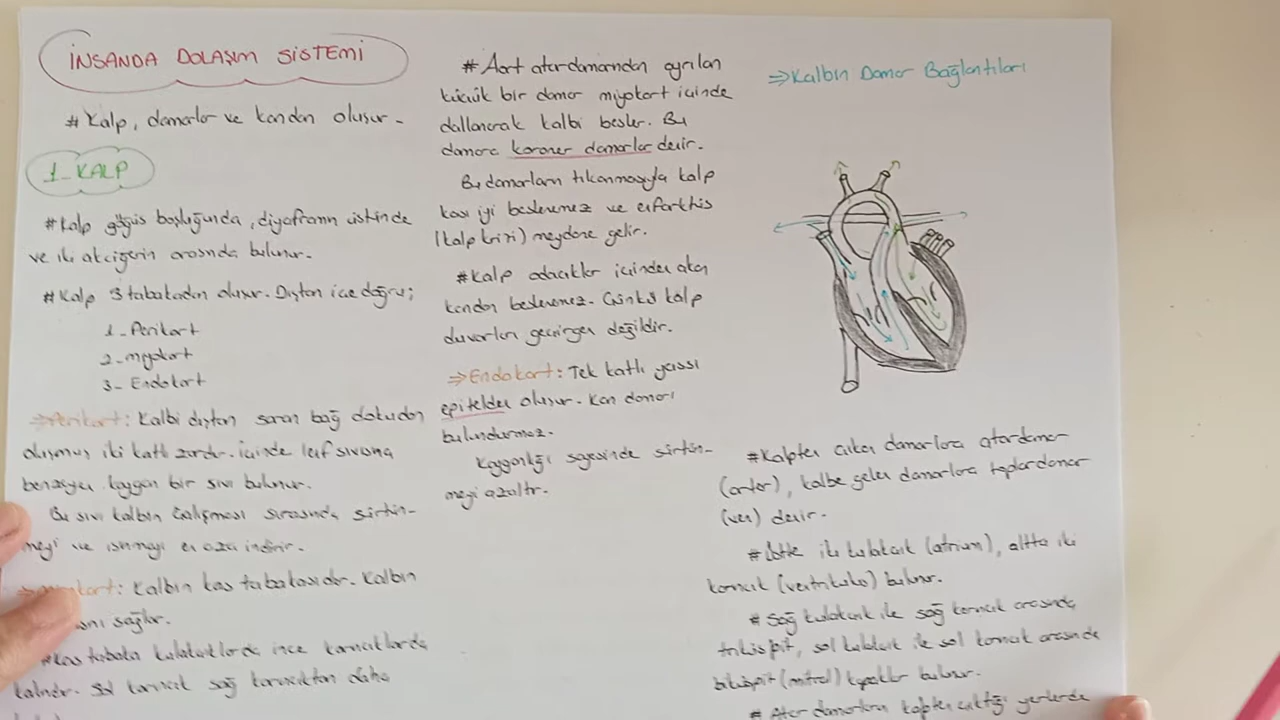 İNSANDA DOLAŞIM SİSTEMİ
# Kalp, damarlar ve kandan oluşur.
1- KALP
# Kalp göğüs boşluğunda, diyaframın üstünde
ve iki akciğerin arasında bulunur.
# Kalp 3 tabakadan oluşur. Dıştan içe doğru;
1- Perikart
2- Miyokart
3- Endokart
⇒Perikart: Kalbi dıştan saran bağ dokudan
oluşmuş iki katlı zardır. İçinde lenf sıvısına
benzeyen kaygan bir sıvı bulunur.
Bu sıvı kalbin çalışması sırasında sürtün-
meyi ve ısınmayı en aza indirir.
kart: Kalbin kas tabakasıdır. Kalbin
sağlar.
# Kas tabaka kulakçıklarda ince karıncıklarda
kalındır. Sol karıncık sağ karıncıktan daha
# Aort atardamarından ayrılan
küçük bir damar miyokart içinde
dallanarak kalbi besler. Bu
damara koroner damarlar denir.
Bu damarların tıkanmasıyla kalp
kası iyi beslenemez ve enfarktüs
(kalp krizi) meydana gelir.
# Kalp odacıklar içinden akan
kandan beslenemez. Çünkü kalp
duvarları geçirgen değildir.
⇒Endokart: Tek katlı yassı
epitelden oluşur. Kan damarı
bulundurmaz.
Kayganlığı sayesinde sürtün-
meyi azaltır.
⇒Kalbin Damar Bağlantıları
# Kalpten çıkan damarlara atardamar
(arter), kalbe gelen damarlara toplardamar
(ven) denir.
# Üstte iki kulakçık (atrium), altta iki
karıncık (ventrikulus) bulunur.
# Sağ kulakçık ile sağ karıncık arasında
triküspit, sol kulakçık ile sol karıncık arasında
biküspit (mitral) kapaklar bulunur.
# Atar damarların kalpten çıktığı yerlerde